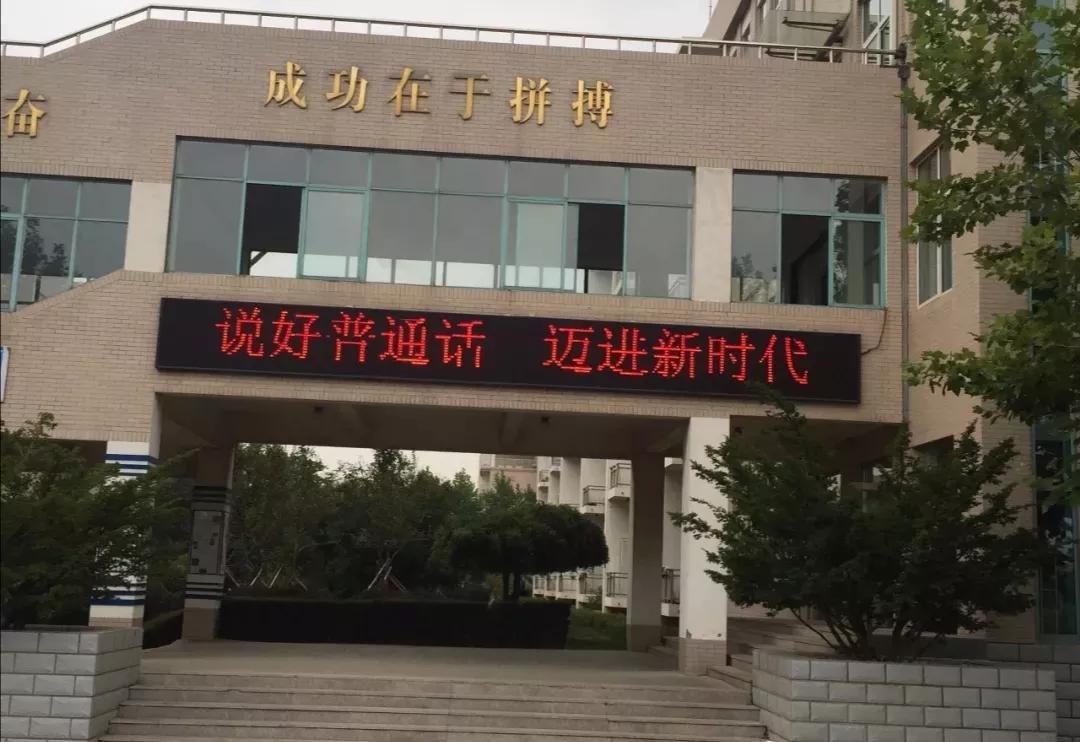 奋
成功在于拼搏
说好普通话 迈进新时代